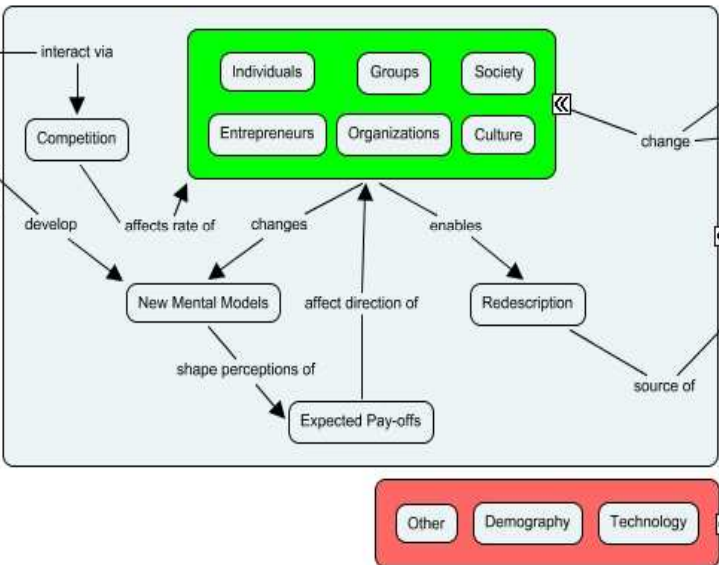 interact via
Individuals
Groups
Society
Competition
Entrepreneurs
Organizations
Culture
change
develop
affects rate of
changes
enables
New Mental Models
affect direction of
Redescription
shape perceptions of
source of
Expected Pay-offs
Other
Demography
Technology